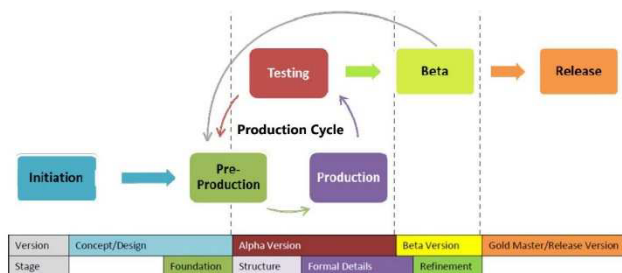 Testing
Beta
Release
Production Cycle
Initiation
Pre-
Production
Production
Version
Concept/Design
Alpha Version
Beta Version
Gold Master/Release Version
Stage
Foundation
Structure
Formal Details
Refinement